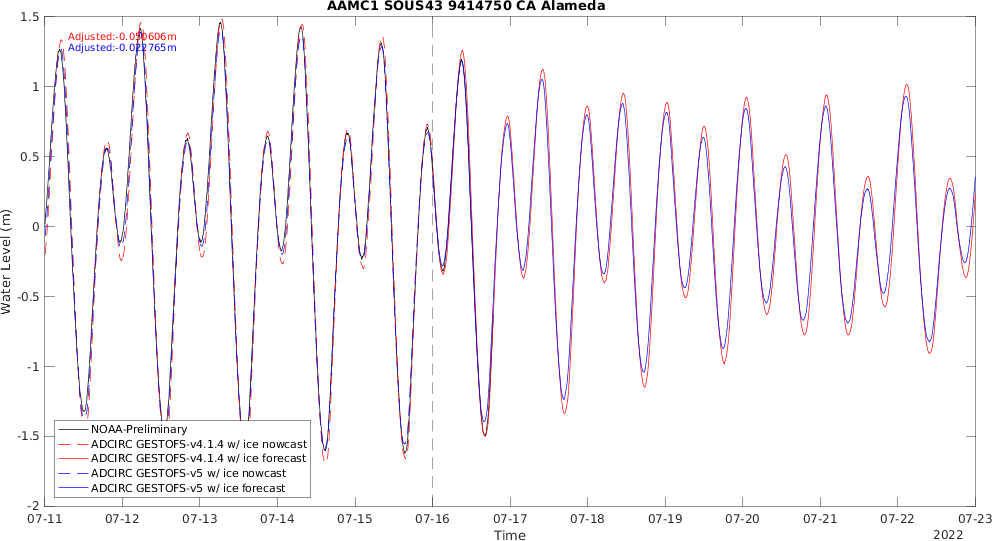 AAMC1 SOUS43 9414750 CA Alameda
1.5
1
0.5
0
-0.5
-1
-1.5
-2
Water Level (m)
Adjusted:-0.022765m
NOAA-Preliminary
ADCIRC GESTOFS-v4.1.4 w/ ice nowcast
ADCIRC GESTOFS-v4.1.4 w/ ice forecast
ADCIRC GESTOFS-v5 w/ ice nowcast
ADCIRC GESTOFS-v5 w/ ice forecast
07-11 07-12 07-13 07-14 07-15 07-16 07-17 07-18 07-19 07-20 07-21 07-22 07-23
Time
2022